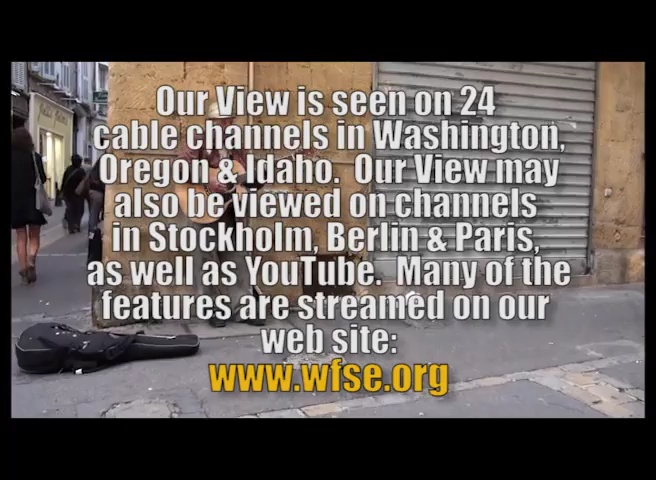 Our View is seen on 24
cable channels in Washington,
Oregon & Idaho. Our View may
also be viewed on channels
in Stockholm, Berlin & Paris,
as well as YouTube. Many of the
features are streamed on our
web site:
www.wfse.org